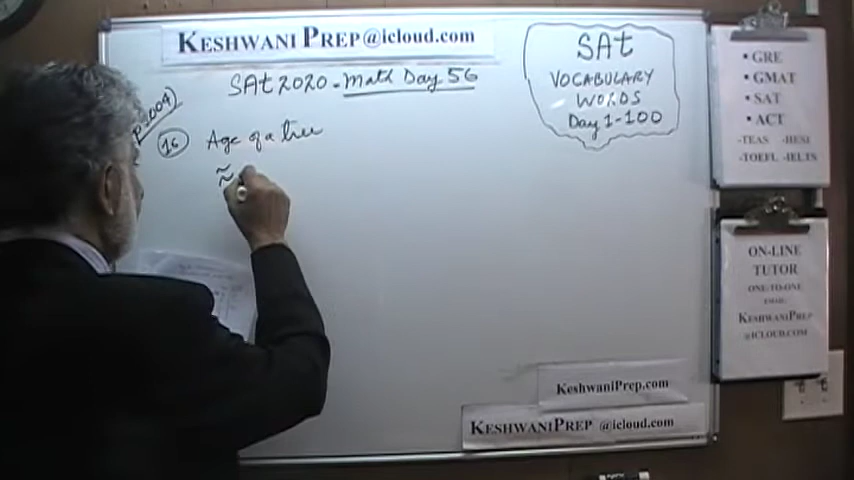 KESHWANI PREP@icloud.com
SAt 2020 - Math Day 56
P 2004)
16 Age of a tree
≈
SAt
VOCABULARY
WORDS
Day 1-100
• GRE
• GMAT
• SAT
• ACT
-TEAS -HESI
-TOEFL -IELTS
ON-LINE
TUTOR
ONE-TO-ONE
EMAIL:
KESHWANIPREP
@ICLOUD.COM
KESHWANIPREP.COM
KESHWANIPREP @icloud.com